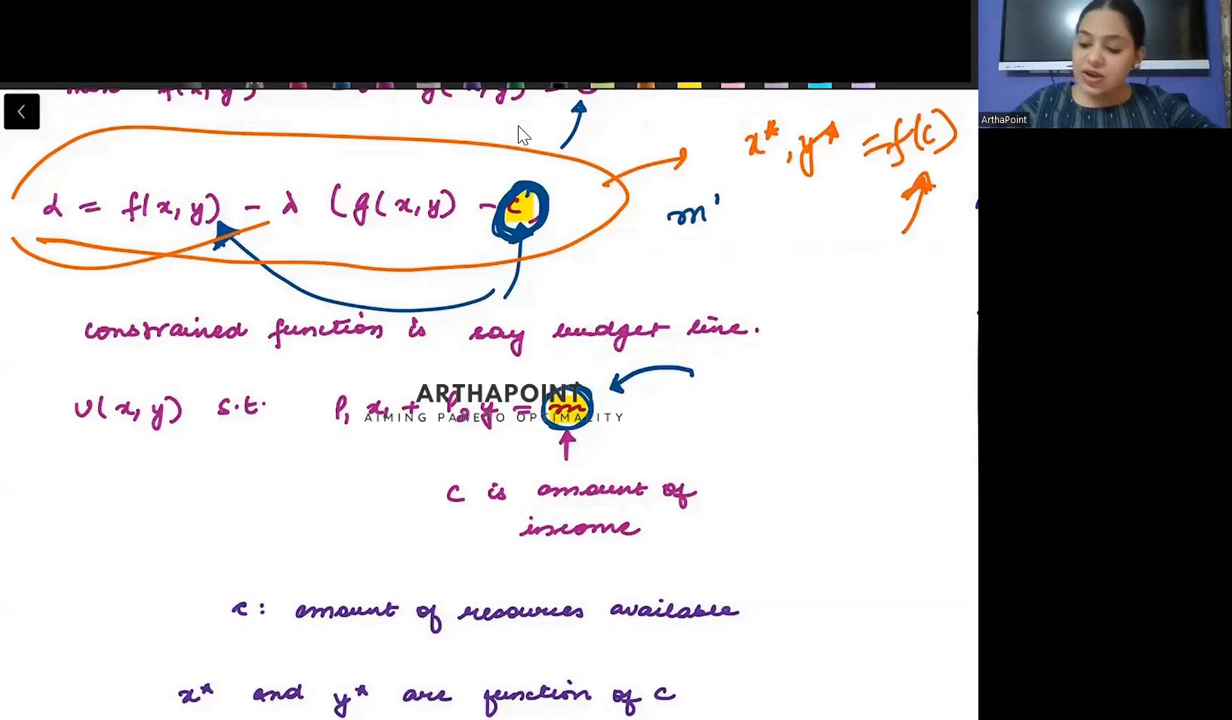 x*, y* = f(c)
ArthaPoint
L = f(x, y) - λ (g(x, y) - c)
m'
constrained function is say budget line.
ARTHAPOINT
U(x, y) s.t. P₁ x₁ + P₂ y = m
AIMING PARETO OPTIMALITY
c is amount of
income
c: amount of resources available
x* and y* are function of c